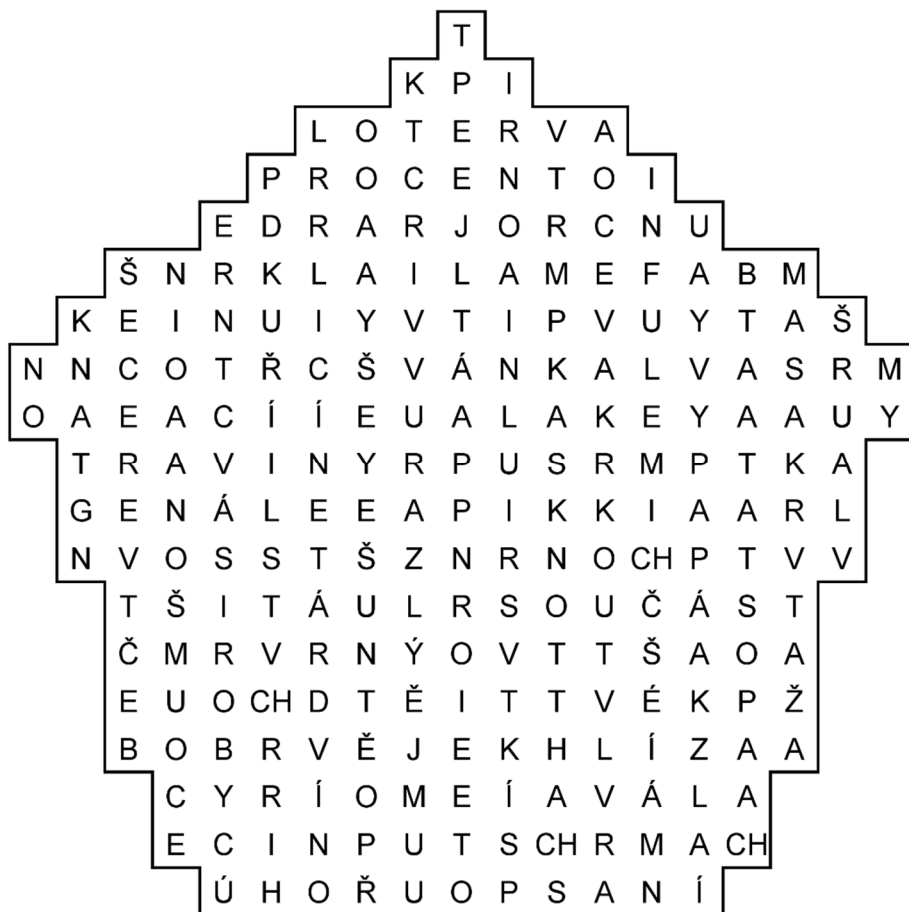 T
K P I
L O T E R V A
P R O C E N T O I
E D R A R J O R C N U
Š N R K L A I L A M E F A B M
K E I N U I Y V T I P V U Y T A Š
N N C O T Ř C Š V Á N K A L V A S R M
O A E A C Í Í E U A L A K E Y A A U Y
T R A V I N Y R P U S R M P T K A
G E N Á L E E A P I K K I A A R L
N V O S S T Š Z N R N O CH P T V V
T Š I T Á U L R S O U Č Á S T
Č M R V R N Ý O V T T Š A O A
E U O CH D T Ě I T T V É K P Ž
B O B R V Ě J E K H L Í Z A A
C Y R Í O M E Í A V Á L A
E C I N P U T S CH R M A CH
Ú H O Ř U O P S A N Í